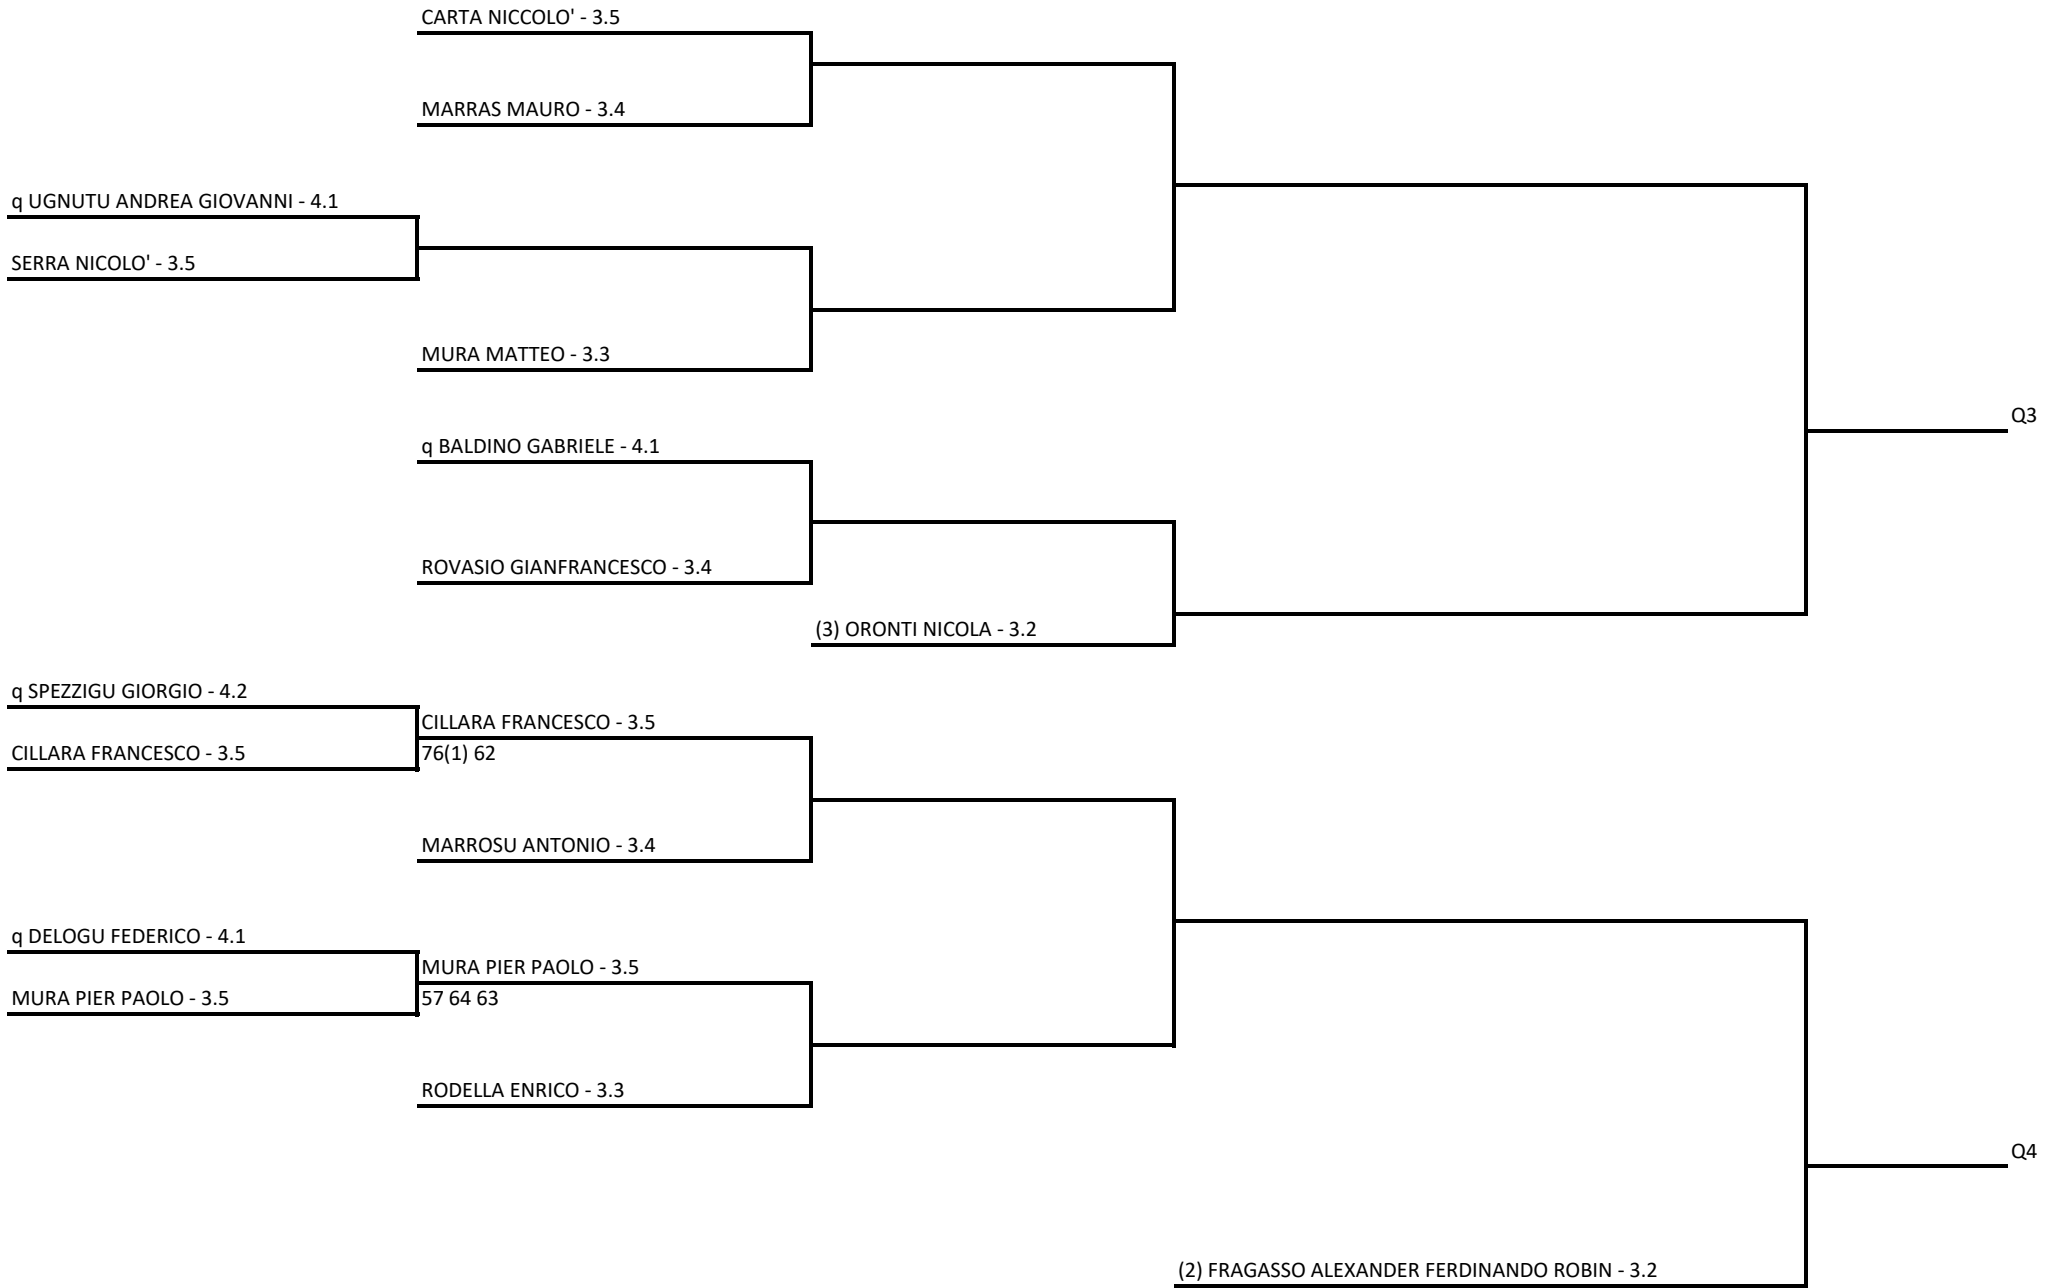 CARTA NICCOLO' - 3.5
MARRAS MAURO - 3.4
q UGNUTU ANDREA GIOVANNI - 4.1
SERRA NICOLO' - 3.5
MURA MATTEO - 3.3
Q3
q BALDINO GABRIELE - 4.1
ROVASIO GIANFRANCESCO - 3.4
(3) ORONTI NICOLA - 3.2
q SPEZZIGU GIORGIO - 4.2
CILLARA FRANCESCO - 3.5
CILLARA FRANCESCO - 3.5
76(1) 62
MARROSU ANTONIO - 3.4
q DELOGU FEDERICO - 4.1
MURA PIER PAOLO - 3.5
MURA PIER PAOLO - 3.5
57 64 63
RODELLA ENRICO - 3.3
Q4
(2) FRAGASSO ALEXANDER FERDINANDO ROBIN - 3.2